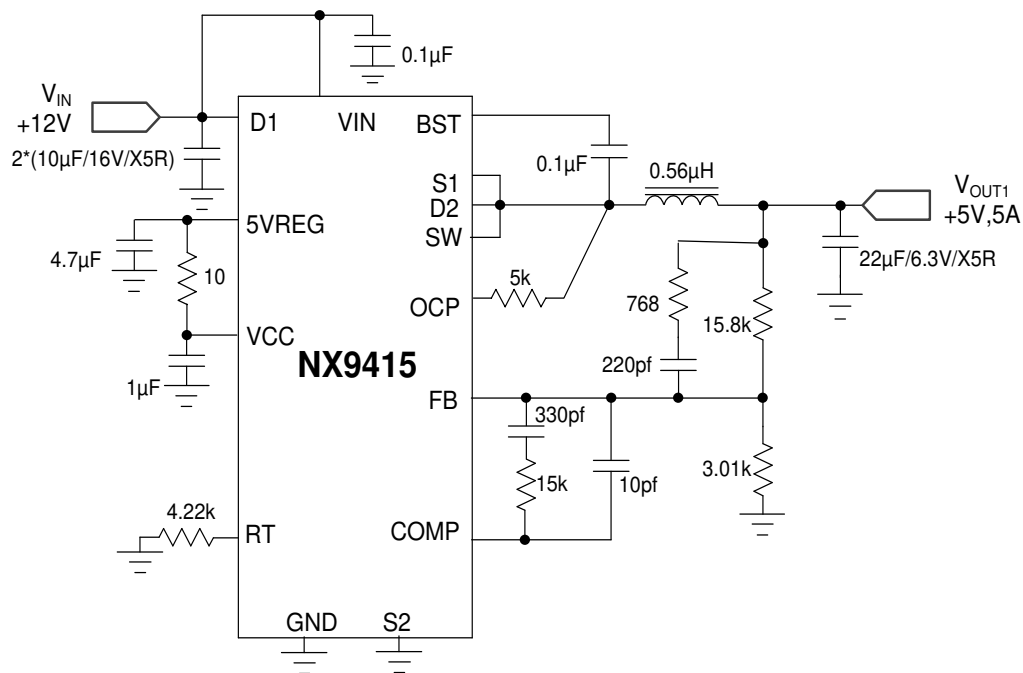 0.1µF
VIN
+12V
D1
VIN
BST
2*(10µF/16V/X5R)
0.1µF
0.56µH
S1
D2
SW
VOUT1
+5V,5A
5VREG
4.7µF
10
22µF/6.3V/X5R
5k
OCP
768
15.8k
VCC
NX9415
1µF
220pf
FB
330pf
15k
10pf
3.01k
4.22k
RT
COMP
GND
S2